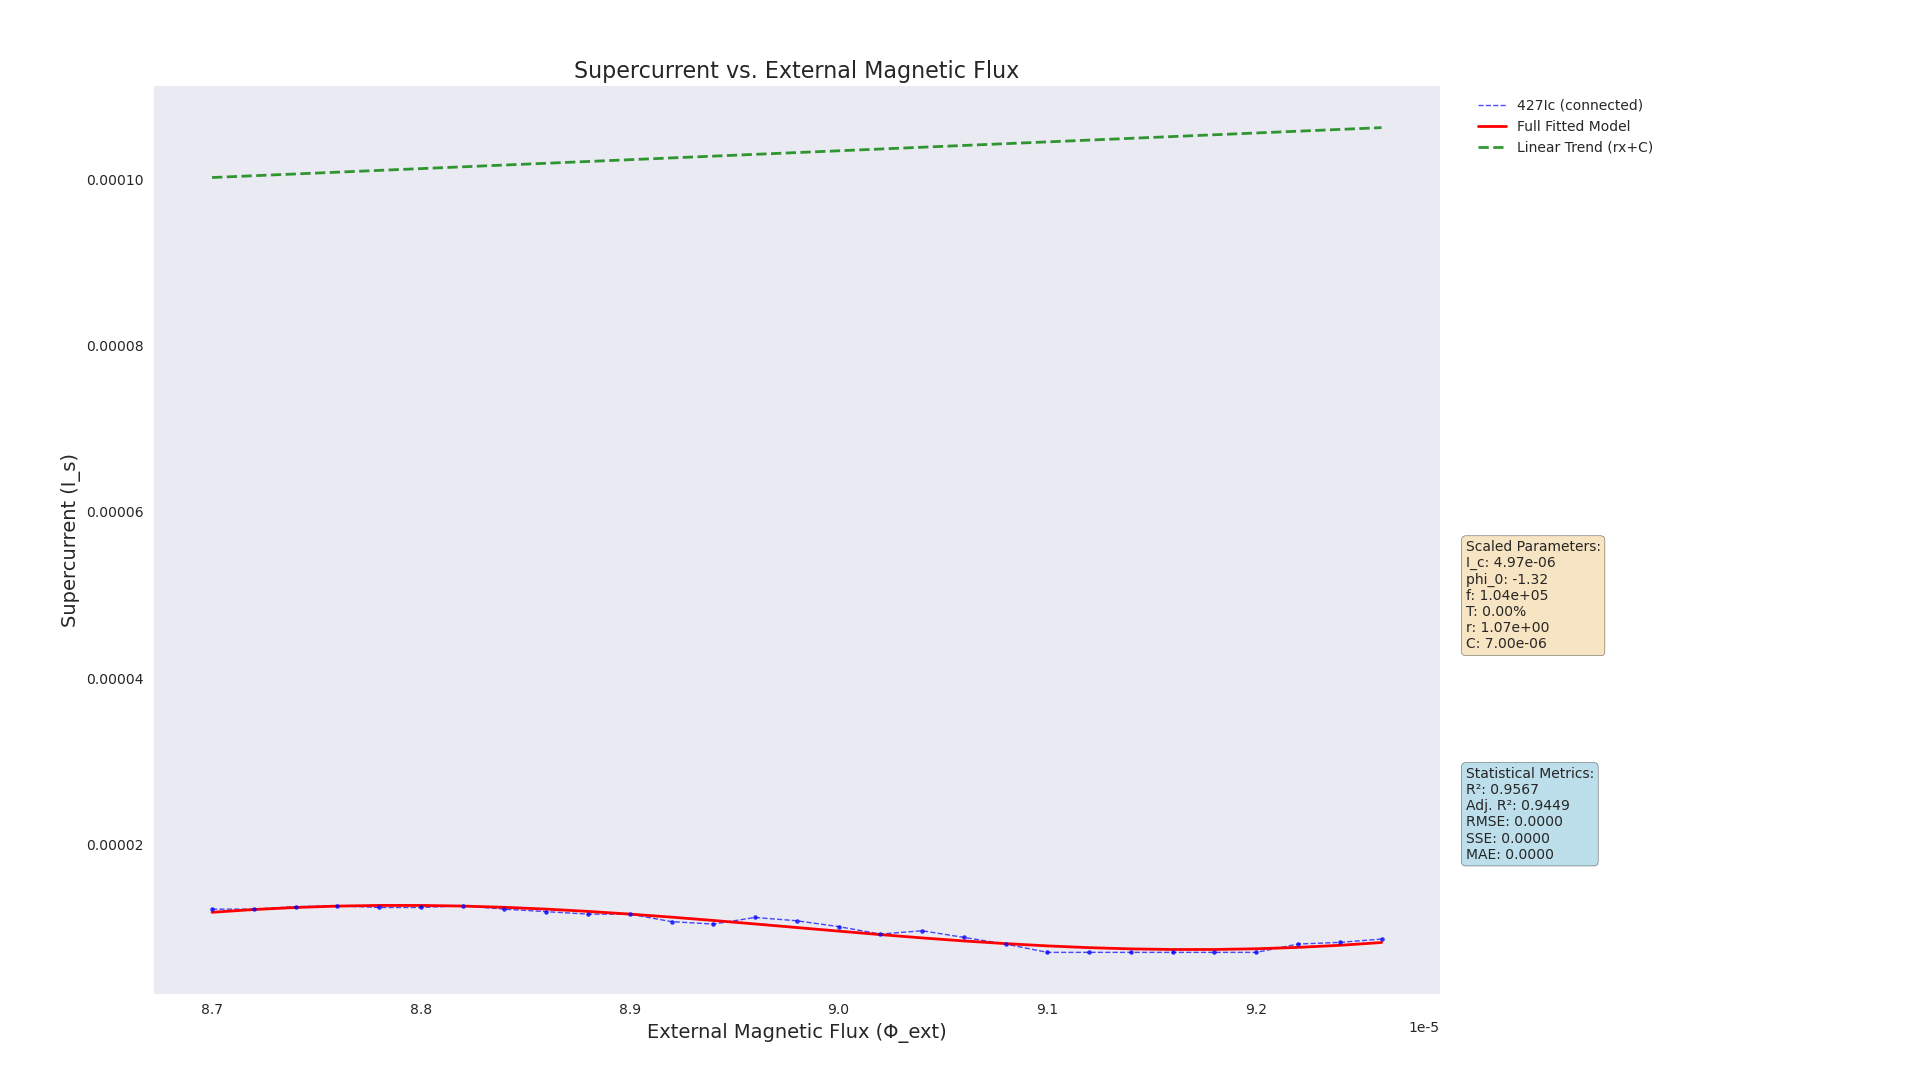 Supercurrent vs. External Magnetic Flux
427Ic (connected)
Full Fitted Model
Linear Trend (rx+C)
Supercurrent (I_s)
0.00010
0.00008
0.00006
0.00004
0.00002
8.7
8.8
8.9
9.0
9.1
9.2
1e-5
External Magnetic Flux (Φ_ext)
Scaled Parameters:
I_c: 4.97e-06
phi_0: -1.32
f: 1.04e+05
T: 0.00%
r: 1.07e+00
C: 7.00e-06
Statistical Metrics:
R²: 0.9567
Adj. R²: 0.9449
RMSE: 0.0000
SSE: 0.0000
MAE: 0.0000